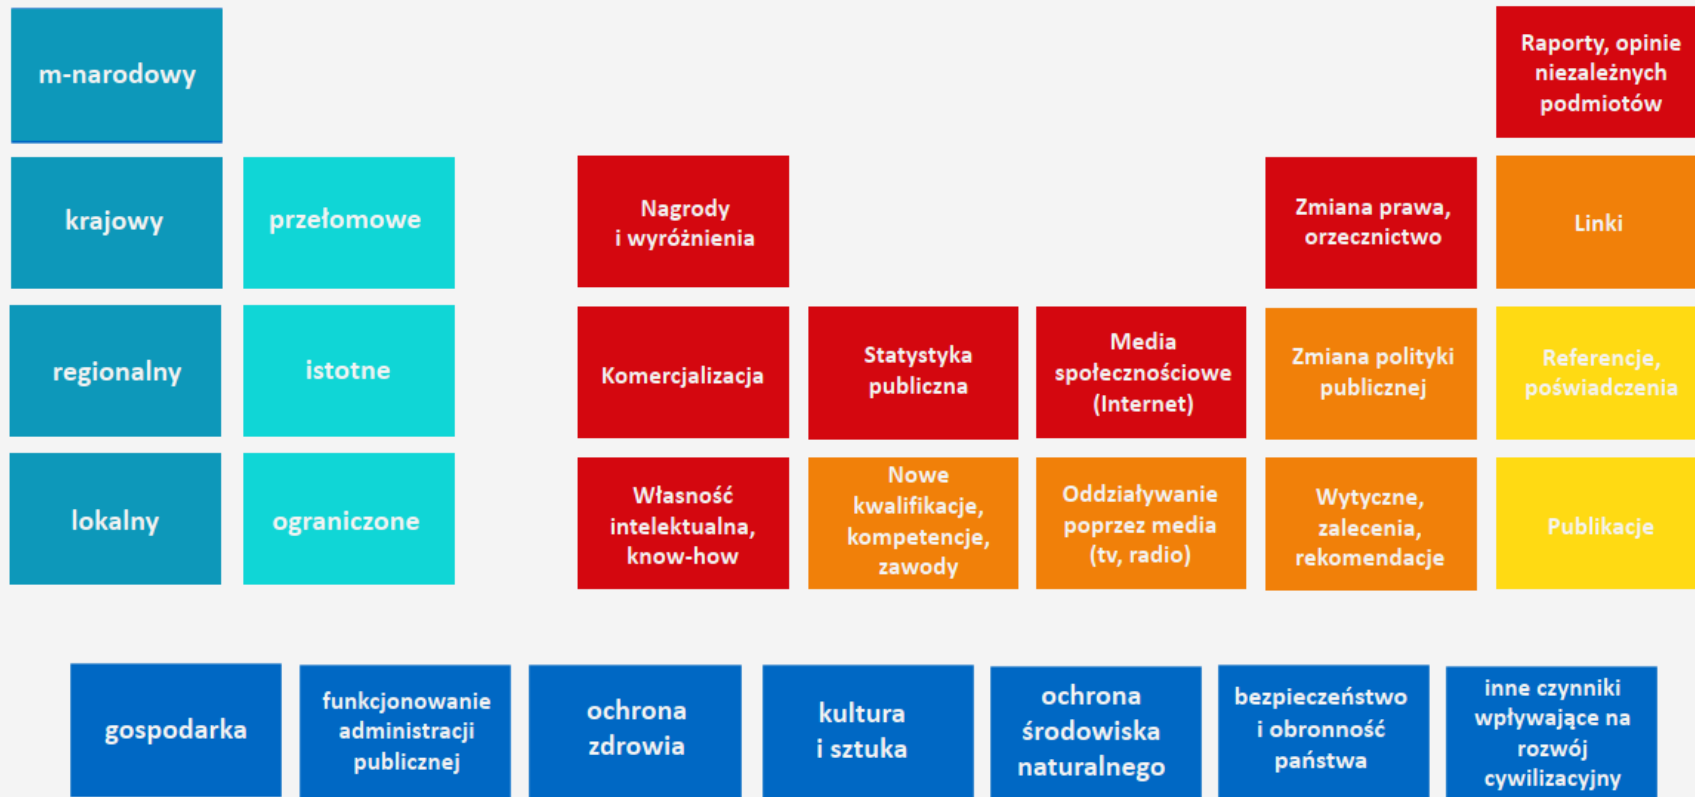 m-narodowy
Raporty, opinie
niezależnych
podmiotów
krajowy
przełomowe
Nagrody
i wyróżnienia
Zmiana prawa,
orzecznictwo
Linki
regionalny
istotne
Komercjalizacja
Statystyka
publiczna
Media
społecznościowe
(Internet)
Zmiana polityki
publicznej
Referencje,
poświadczenia
lokalny
ograniczone
Własność
intelektualna,
know-how
Nowe
kwalifikacje,
kompetencje,
zawody
Oddziaływanie
poprzez media
(tv, radio)
Wytyczne,
zalecenia,
rekomendacje
Publikacje
gospodarka
funkcjonowanie
administracji
publicznej
ochrona
zdrowia
kultura
i sztuka
ochrona
środowiska
naturalnego
bezpieczeństwo
i obronność
państwa
inne czynniki
wpływające na
rozwój
cywilizacyjny